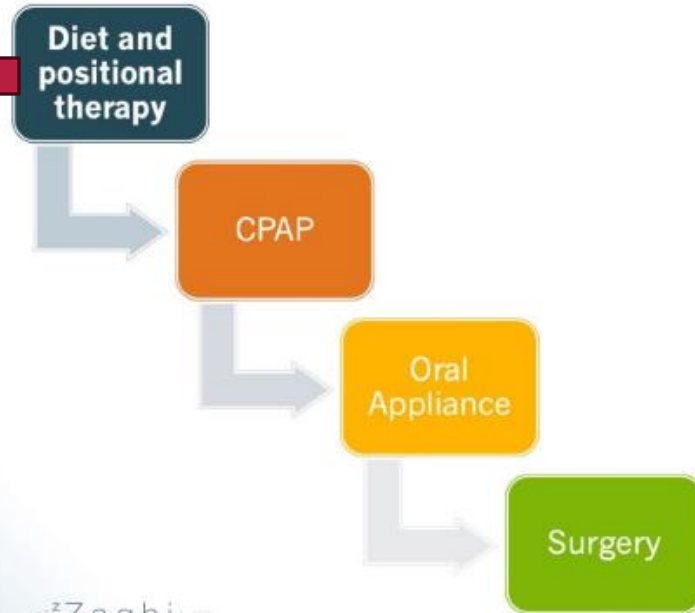 Diet and
positional
therapy
CPAP
Oral
Appliance
Surgery